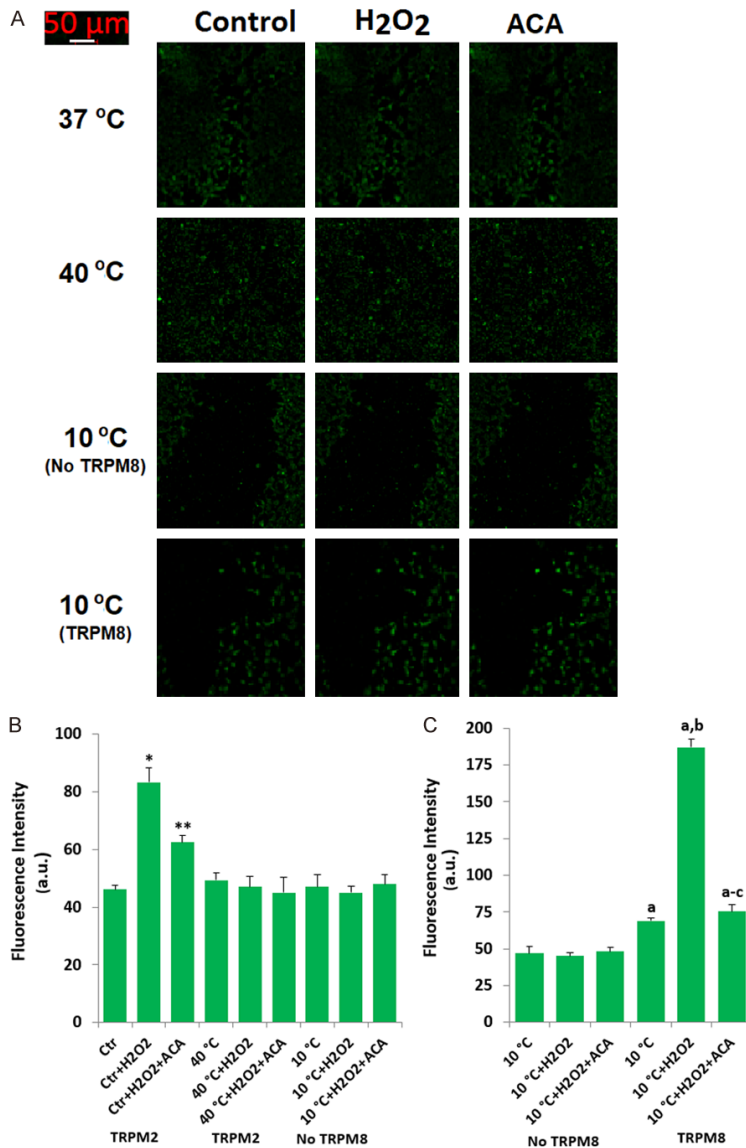 A
50 µm
Control
H2O2
ACA
37 °C
40 °C
10 °C
(No TRPM8)
10 °C
(TRPM8)
B
100
80
60
40
20
0
Fluorescence Intensity
(a.u.)
*
**
Ctr
Ctr+H2O2
Ctr+H2O2+ACA
40 °C
40 °C+H2O2
40 °C+H2O2+ACA
10 °C
10 °C+H2O2
10 °C+H2O2+ACA
TRPM2
TRPM2
No TRPM8
C
200
175
150
125
100
75
50
25
0
Fluorescence Intensity
(a.u.)
a
a,b
a-c
10 °C
10 °C+H2O2
10 °C+H2O2+ACA
10 °C
10 °C+H2O2
10 °C+H2O2+ACA
No TRPM8
TRPM8